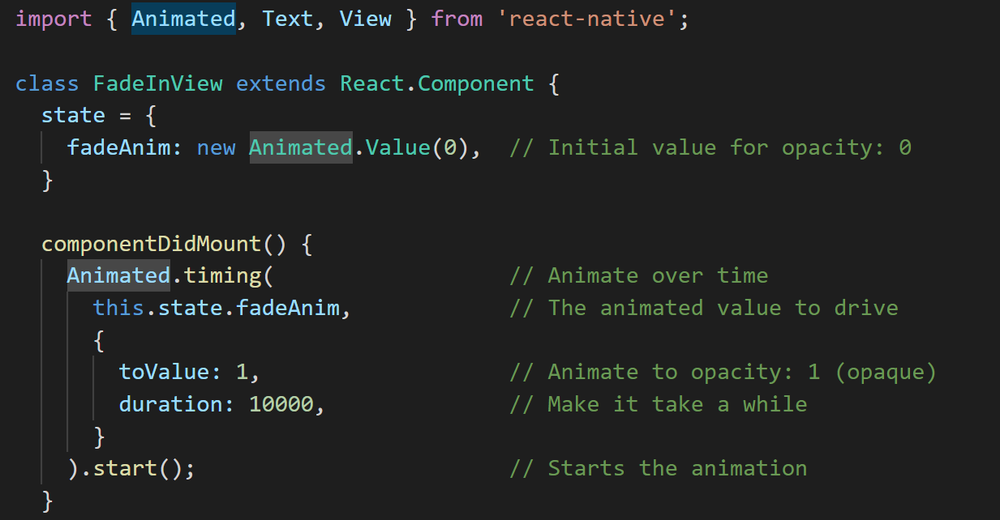 import { Animated, Text, View } from 'react-native';
class FadeInView extends React.Component {
state = {
fadeAnim: new Animated.Value(0), // Initial value for opacity: 0
}
componentDidMount() {
Animated.timing( // Animate over time
this.state.fadeAnim, // The animated value to drive
{
toValue: 1, // Animate to opacity: 1 (opaque)
duration: 10000, // Make it take a while
}
).start(); // Starts the animation
}